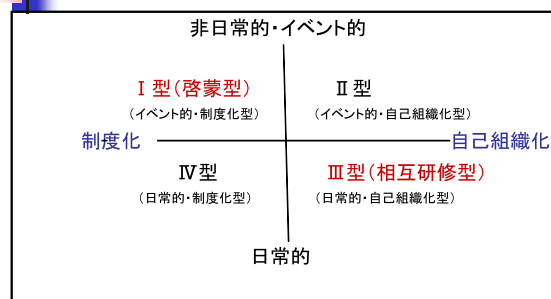 非日常的・イベント的
Ⅰ型(啓蒙型) Ⅱ型
(イベント的・制度化型) (イベント的・自己組織化型)
制度化 自己組織化
Ⅳ型 Ⅲ型(相互研修型)
(日常的・制度化型) (日常的・自己組織化型)
日常的